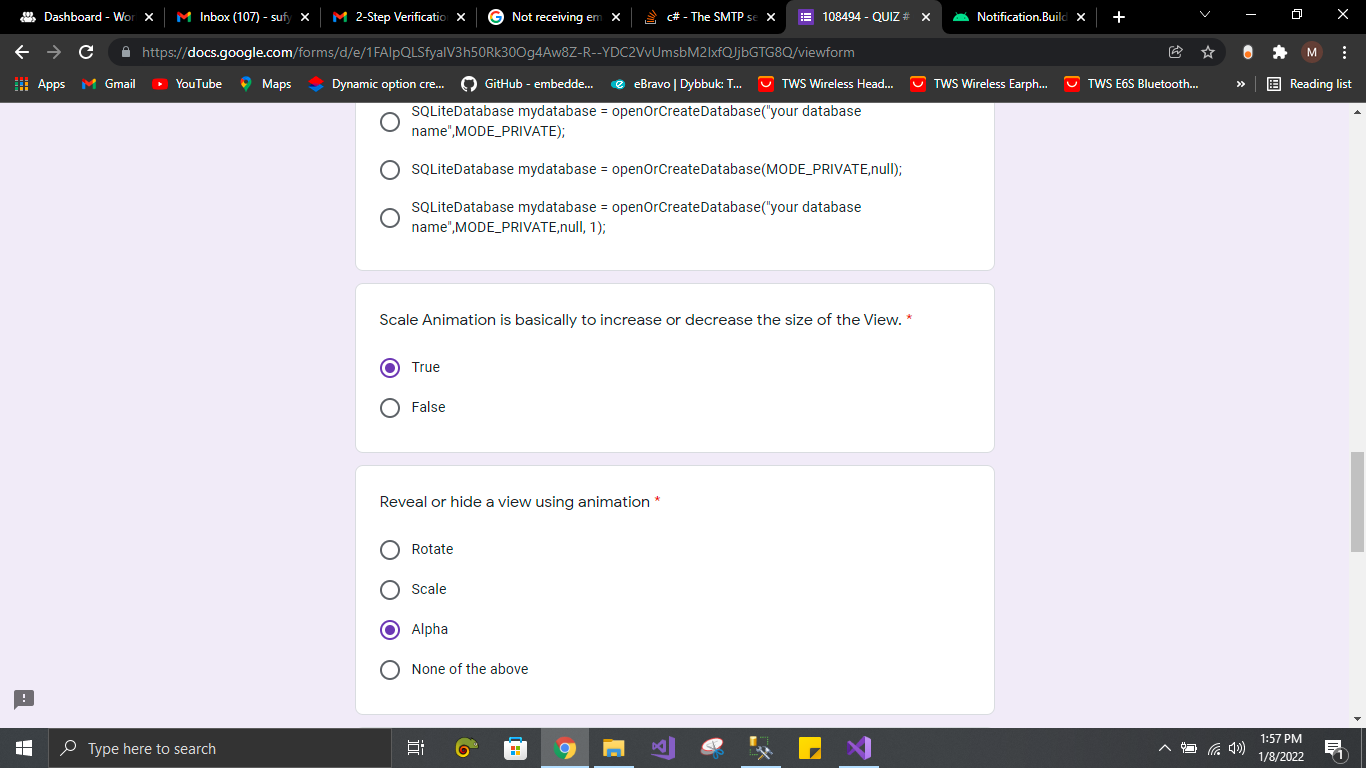 Dashboard - Wor
Inbox (107) - sufy
2-Step Verificatio
Not receiving em
c# - The SMTP se
108494 - QUIZ #
Notification.Build
https://docs.google.com/forms/d/e/1FAIpQLSfyalV3h50Rk30Og4Aw8Z-R--YDC2VvUmsbM2IxfQJjbGTG8Q/viewform
M
Apps
Gmail
YouTube
Maps
Dynamic option cre...
GitHub - embedde...
eBravo | Dybbuk: T...
TWS Wireless Head...
TWS Wireless Earph...
TWS E6S Bluetooth...
»
Reading list
SQLiteDatabase mydatabase = openOrCreateDatabase("your database
name",MODE_PRIVATE);
SQLiteDatabase mydatabase = openOrCreateDatabase(MODE_PRIVATE,null);
SQLiteDatabase mydatabase = openOrCreateDatabase("your database
name",MODE_PRIVATE,null, 1);
Scale Animation is basically to increase or decrease the size of the View. *
True
False
Reveal or hide a view using animation *
Rotate
Scale
Alpha
None of the above
Type here to search
1:57 PM
1/8/2022
1